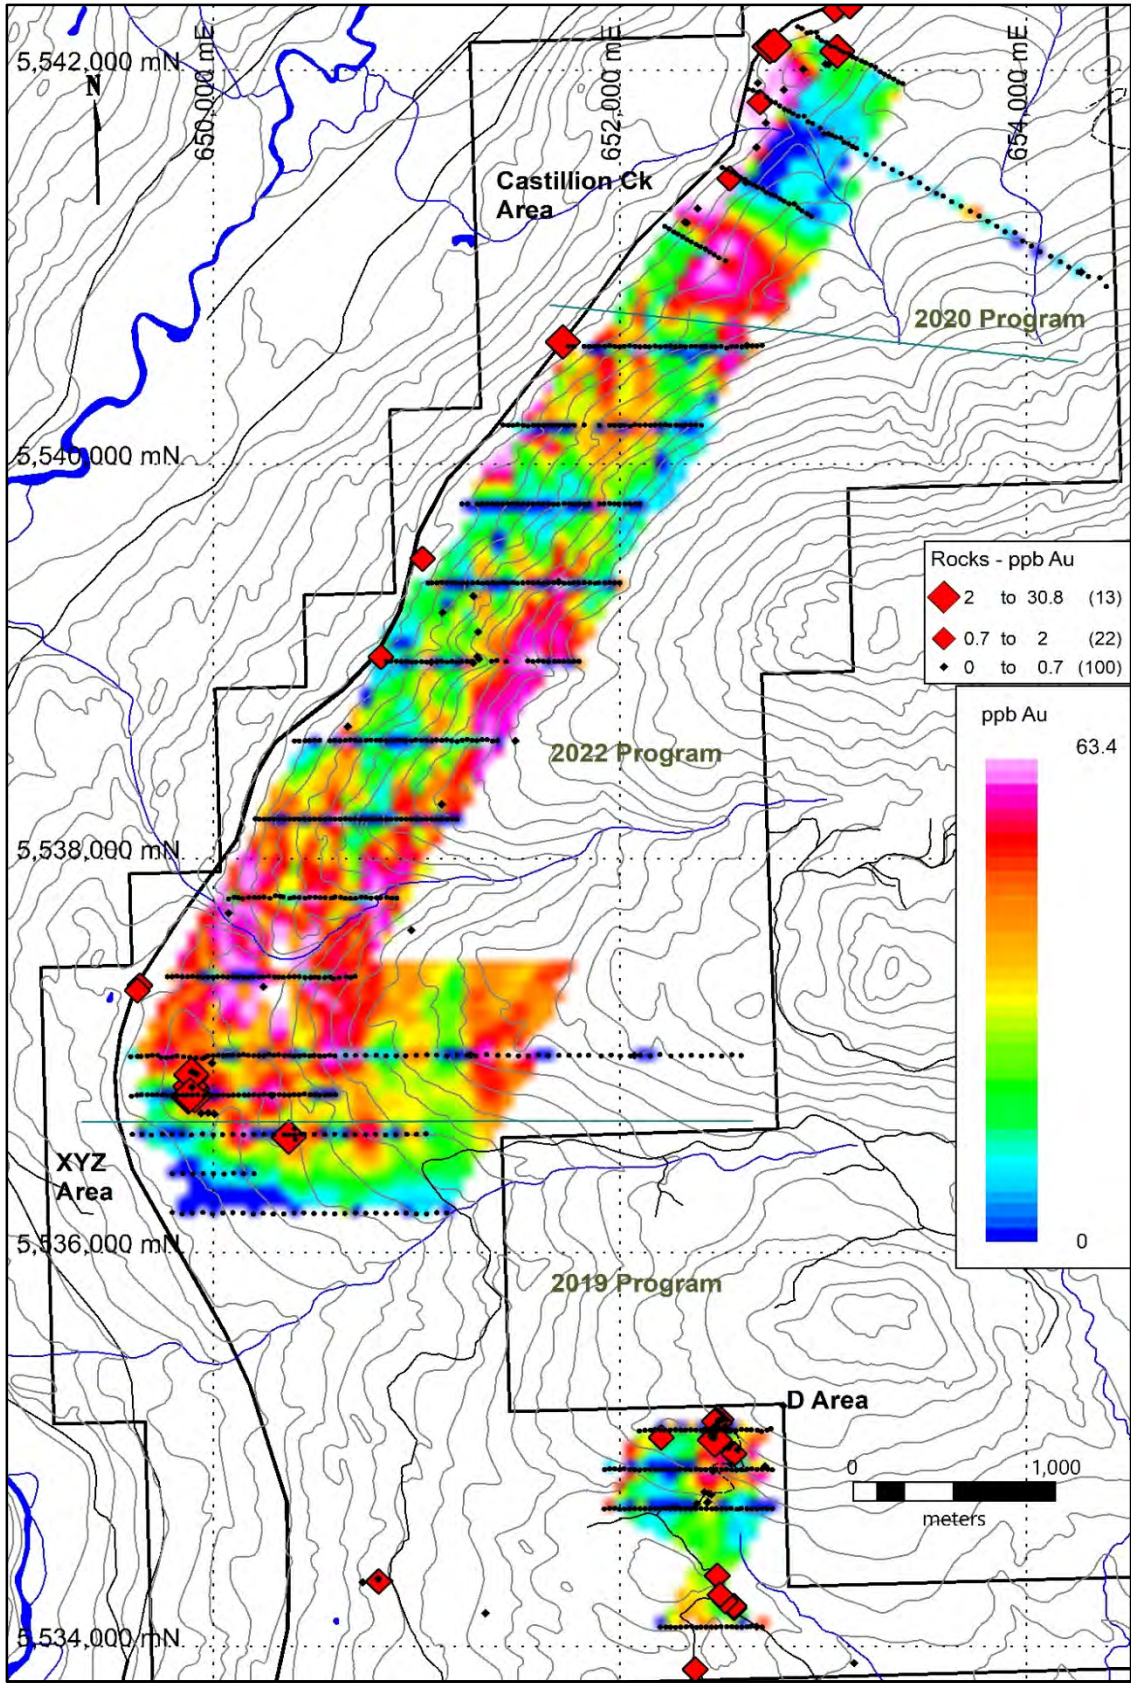 5,542,000 mN
N
650,000 mE
652,000 mE
654,000 mE
Castillion Ck
Area
2020 Program
5,540,000 mN
Rocks - ppb Au
2 to 30.8 (13)
0.7 to 2 (22)
0 to 0.7 (100)
ppb Au
63.4
0
2022 Program
5,538,000 mN
XYZ
Area
5,536,000 mN
2019 Program
D Area
0 1,000
meters
5,534,000 mN